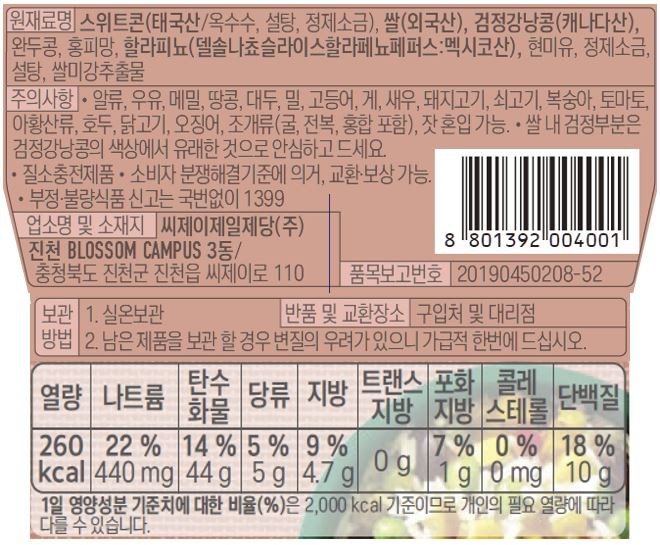 원재료명 스위트콘(태국산/옥수수, 설탕, 정제소금), 쌀(외국산), 검정강낭콩(캐나다산),
완두콩, 홍피망, 할라피뇨(델솔나쵸슬라이스할라페뇨페퍼스:멕시코산), 현미유, 정제소금,
설탕, 쌀미강추출물
주의사항 • 알류, 우유, 메밀, 땅콩, 대두, 밀, 고등어, 게, 새우, 돼지고기, 쇠고기, 복숭아, 토마토,
아황산류, 호두, 닭고기, 오징어, 조개류(굴, 전복, 홍합 포함), 잣 혼입 가능. • 쌀 내 검정부분은
검정강낭콩의 색상에서 유래한 것으로 안심하고 드세요.
• 질소충전제품 • 소비자 분쟁해결기준에 의거, 교환·보상 가능.
• 부정·불량식품 신고는 국번없이 1399
업소명 및 소재지 씨제이제일제당(주)
진천 BLOSSOM CAMPUS 3동/
충청북도 진천군 진천읍 씨제이로 110
8 801392 004001
품목보고번호 20190450208-52
보관방법 1. 실온보관 반품 및 교환장소 구입처 및 대리점
2. 남은 제품을 보관 할 경우 변질의 우려가 있으니 가급적 한번에 드십시오.
열량 나트륨 탄수화물 당류 지방 트랜스지방 포화지방 콜레스테롤 단백질
260 22 % 14 % 5 % 9 % 0 g 7 % 0 % 18 %
kcal 440 mg 44 g 5 g 4.7 g 1 g 0 mg 10 g
1일 영양성분 기준치에 대한 비율(%)은 2,000 kcal 기준이므로 개인의 필요 열량에 따라
다를 수 있습니다.